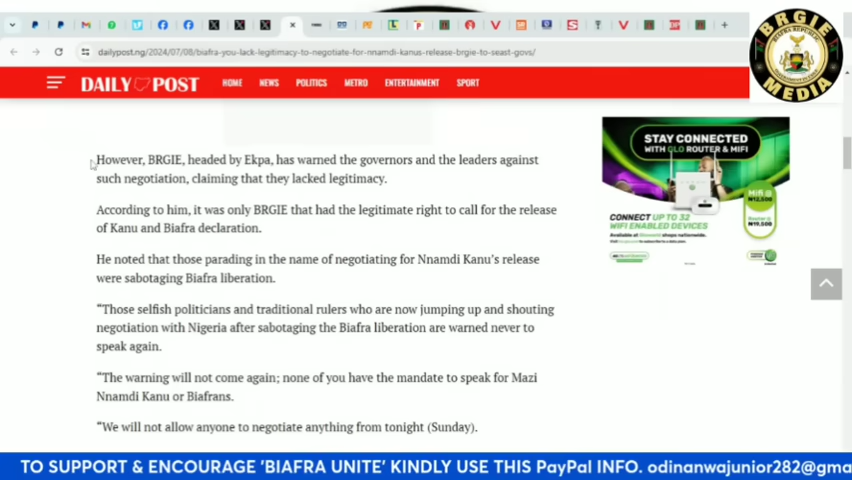 dailypost.ng/2024/07/08/biafra-you-lack-legitimacy-to-negotiate-for-nnamdi-kanus-release-brgie-to-seast-govs/
BRGIE
BIAFRA REPUBLIC
MEDIA
DAILY POST
HOME NEWS POLITICS METRO ENTERTAINMENT SPORT
However, BRGIE, headed by Ekpa, has warned the governors and the leaders against
such negotiation, claiming that they lacked legitimacy.
According to him, it was only BRGIE that had the legitimate right to call for the release
of Kanu and Biafra declaration.
He noted that those parading in the name of negotiating for Nnamdi Kanu's release
were sabotaging Biafra liberation.
“Those selfish politicians and traditional rulers who are now jumping up and shouting
negotiation with Nigeria after sabotaging the Biafra liberation are warned never to
speak again.
“The warning will not come again; none of you have the mandate to speak for Mazi
Nnamdi Kanu or Biafrans.
“We will not allow anyone to negotiate anything from tonight (Sunday).
STAY CONNECTED
WITH GLO ROUTER & MIFI
Mifi @
₦12,500
Router @
₦19,500
CONNECT UP TO 32
WIFI ENABLED DEVICES
TO SUPPORT & ENCOURAGE 'BIAFRA UNITE' KINDLY USE THIS PayPal INFO. odinanwajunior282@gma